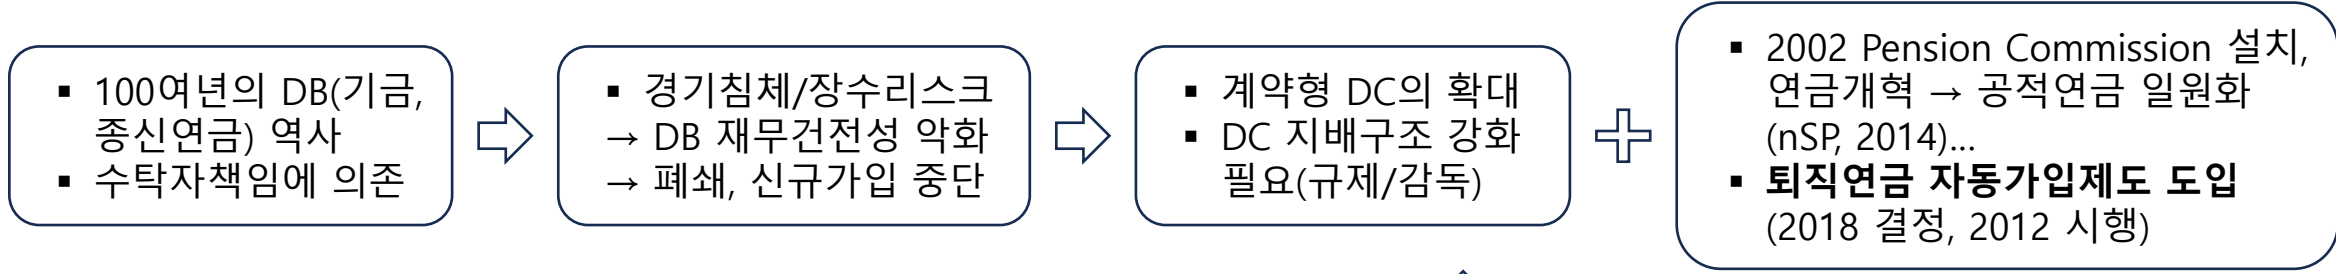 ▪ 100여년의 DB(기금,
종신연금) 역사
▪ 수탁자책임에 의존
▪ 경기침체/장수리스크
→ DB 재무건전성 악화
→ 폐쇄, 신규가입 중단
▪ 계약형 DC의 확대
▪ DC 지배구조 강화
필요(규제/감독)
▪ 2002 Pension Commission 설치,
연금개혁 → 공적연금 일원화
(nSP, 2014)...
▪ 퇴직연금 자동가입제도 도입
(2018 결정, 2012 시행)